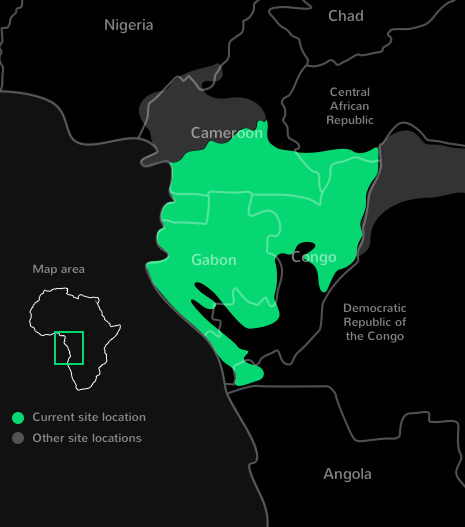 Nigeria
Chad
Central
African
Republic
Cameroon
Gabon
Congo
Map area
Democratic
Republic of
the Congo
Current site location
Other site locations
Angola